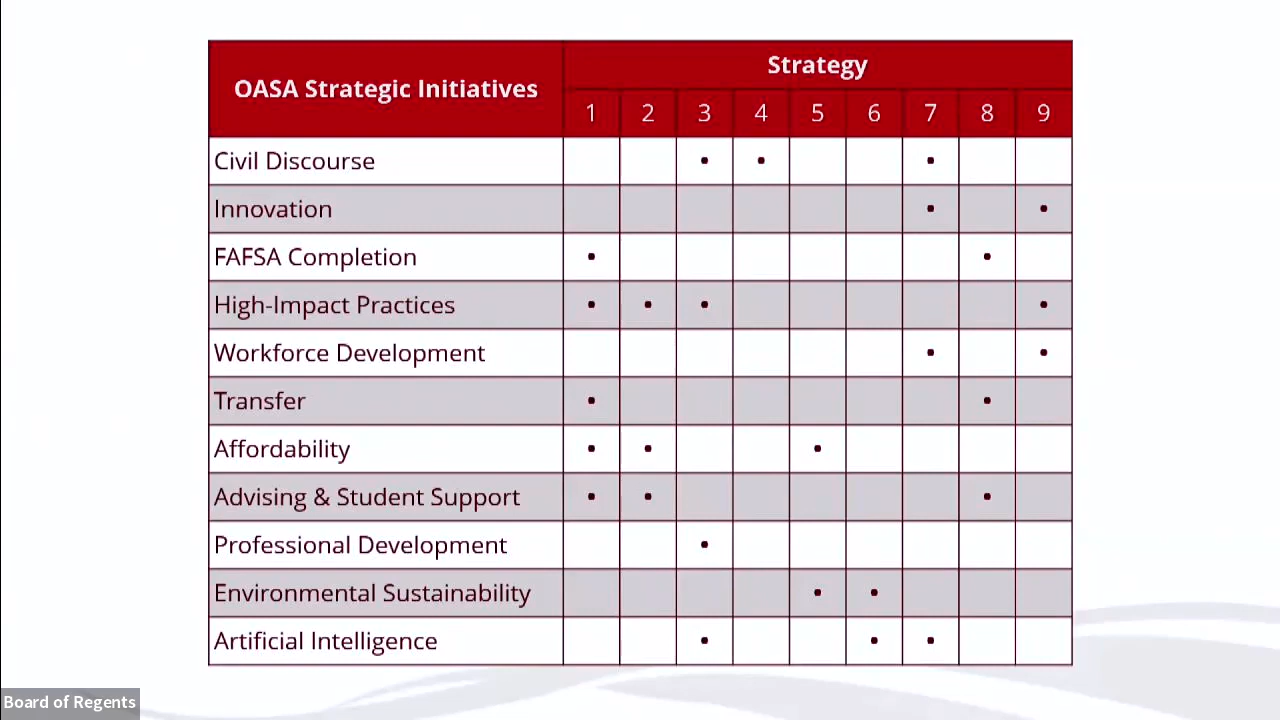 OASA Strategic Initiatives
Strategy
1 2 3 4 5 6 7 8 9
Civil Discourse • • •
Innovation • •
FAFSA Completion • •
High-Impact Practices • • • •
Workforce Development • •
Transfer • •
Affordability • • •
Advising & Student Support • • •
Professional Development •
Environmental Sustainability • •
Artificial Intelligence • • •
Board of Regents